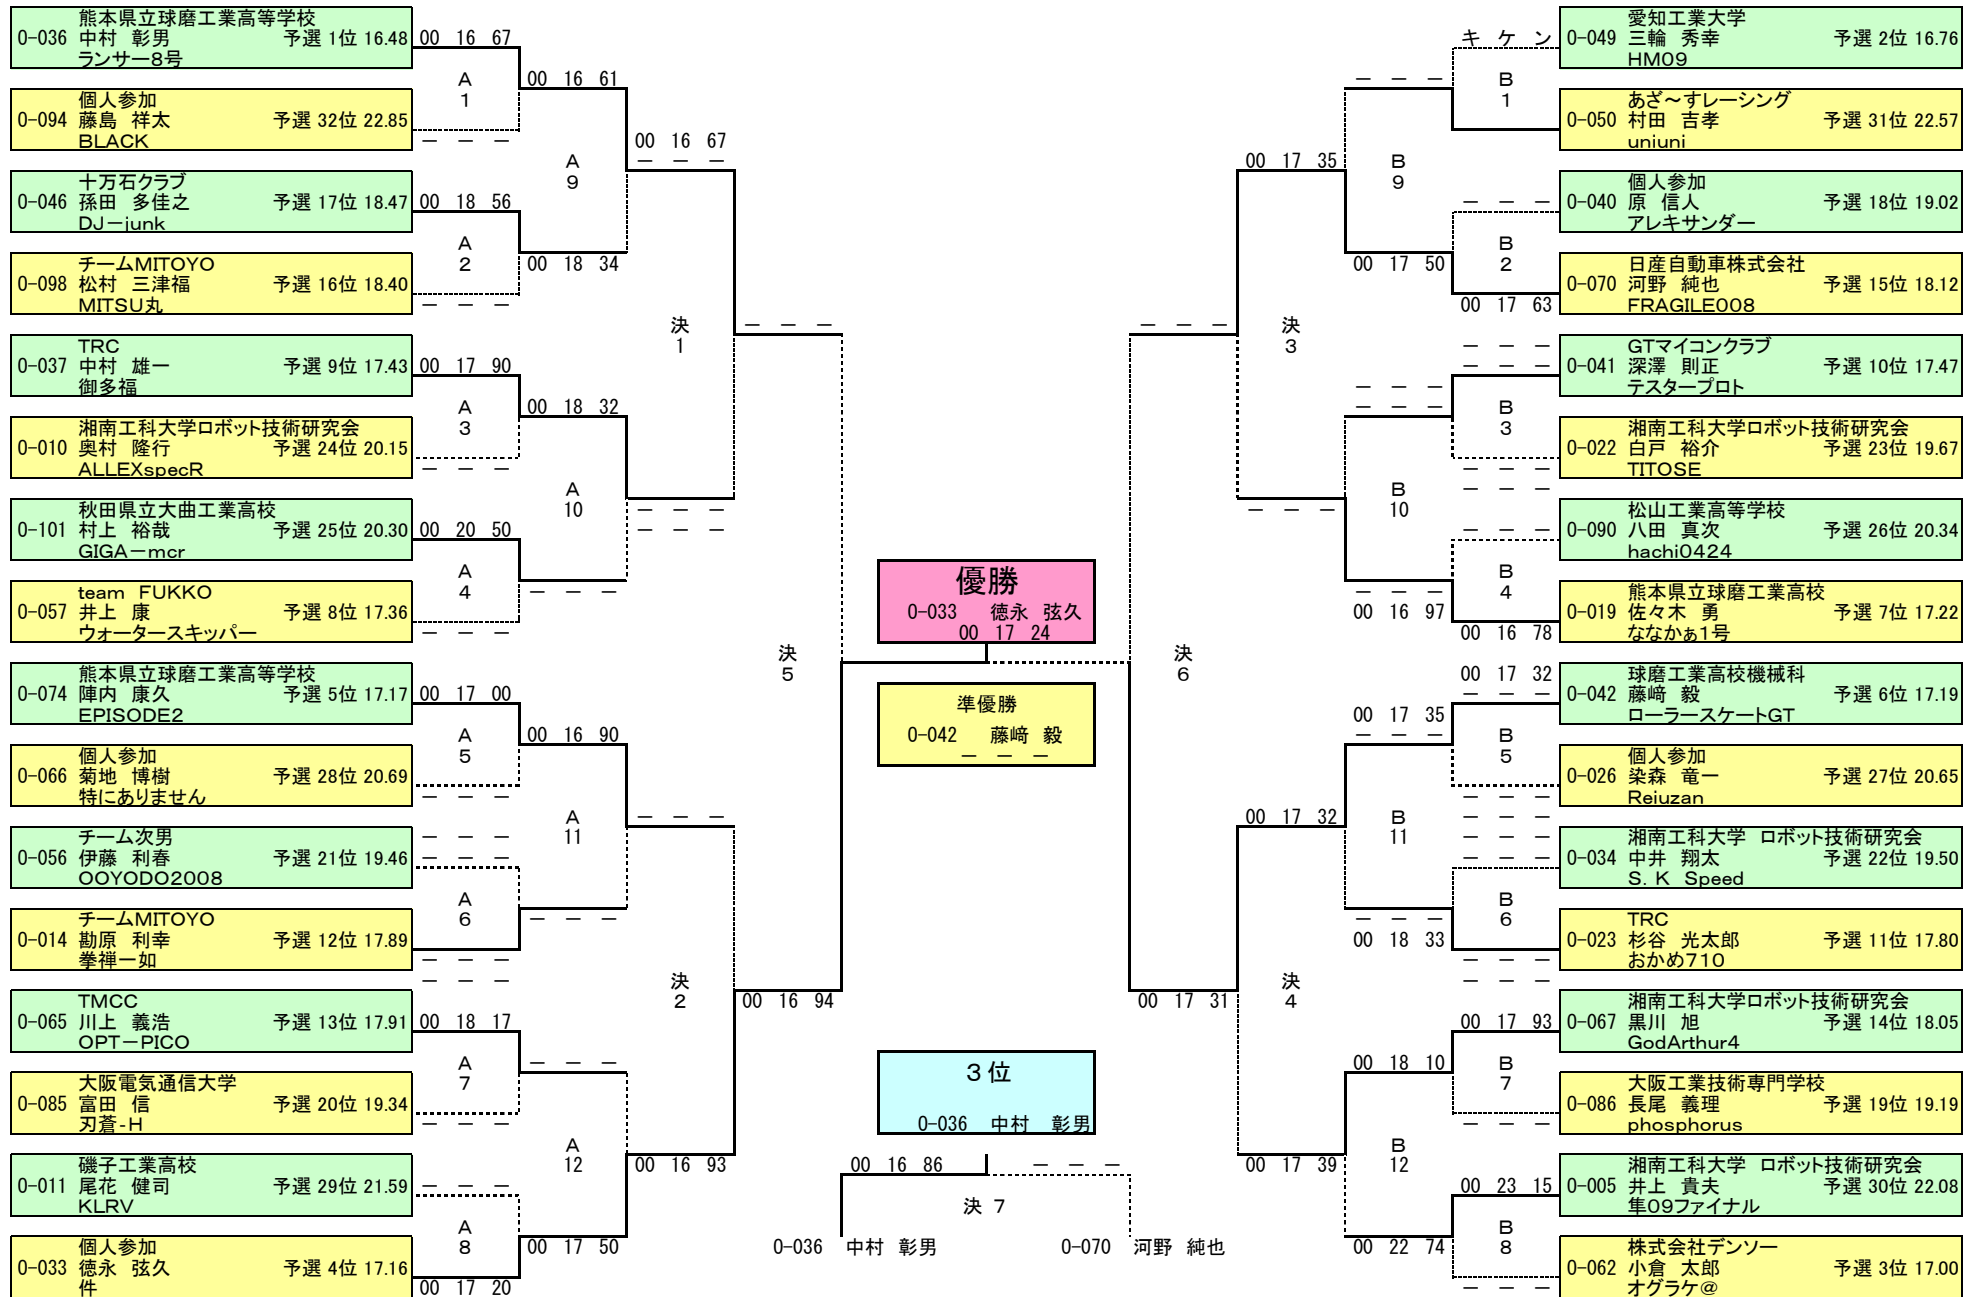 熊本県立球磨工業高等学校
0-036 中村 彰男 予選 1位 16.48
ランサー8号
00 16 67
A
1
00 16 61
個人参加
0-094 藤島 祥太 予選 32位 22.85
BLACK
— — —
A
9
00 16 67
— — —
十万石クラブ
0-046 孫田 多佳之 予選 17位 18.47
DJ－junk
00 18 56
A
2
00 18 34
チームMITOYO
0-098 松村 三津福 予選 16位 18.40
MITSU丸
— — —
決
1
— — —
TRC
0-037 中村 雄一 予選 9位 17.43
御多福
00 17 90
A
3
00 18 32
湘南工科大学ロボット技術研究会
0-010 奥村 隆行 予選 24位 20.15
ALLEXspecR
— — —
A
10
— — —
— — —
秋田県立大曲工業高校
0-101 村上 裕哉 予選 25位 20.30
GIGA－mcr
00 20 50
A
4
— — —
team FUKKO
0-057 井上 康 予選 8位 17.36
ウォータースキッパー
— — —
決
5
熊本県立球磨工業高等学校
0-074 陣内 康久 予選 5位 17.17
EPISODE2
00 17 00
A
5
00 16 90
個人参加
0-066 菊地 博樹 予選 28位 20.69
特にありません
— — —
A
11
— — —
チーム次男
0-056 伊藤 利春 予選 21位 19.46
OOYODO2008
— — —
— — —
A
6
— — —
チームMITOYO
0-014 勘原 利幸 予選 12位 17.89
拳禅一如
— — —
— — —
決
2
00 16 94
TMCC
0-065 川上 義浩 予選 13位 17.91
OPT－PICO
00 18 17
A
7
— — —
大阪電気通信大学
0-085 富田 信 予選 20位 19.34
刃蒼-H
— — —
A
12
00 16 93
磯子工業高校
0-011 尾花 健司 予選 29位 21.59
KLRV
— — —
A
8
00 17 50
個人参加
0-033 徳永 弦久 予選 4位 17.16
件
00 17 20
優勝
0-033 徳永 弦久
00 17 24
準優勝
0-042 藤﨑 毅
— — —
3位
0-036 中村 彰男
00 16 86 — — —
決 7
0-036 中村 彰男 0-070 河野 純也
愛知工業大学
キ ケ ン 0-049 三輪 秀幸 予選 2位 16.76
HM09
— — —
B
1
あざ～すレーシング
0-050 村田 吉孝 予選 31位 22.57
uniuni
00 17 35
B
9
個人参加
0-040 原 信人 予選 18位 19.02
アレキサンダー
— — —
B
2
00 17 50
日産自動車株式会社
0-070 河野 純也 予選 15位 18.12
FRAGILE008
00 17 63
— — —
決
3
GTマイコンクラブ
0-041 深澤 則正 予選 10位 17.47
テスタープロト
— — —
— — —
— — —
— — —
B
3
湘南工科大学ロボット技術研究会
0-022 白戸 裕介 予選 23位 19.67
TITOSE
— — —
— — —
B
10
— — —
松山工業高等学校
0-090 八田 真次 予選 26位 20.34
hachi0424
— — —
B
4
— — —
00 16 97
熊本県立球磨工業高校
0-019 佐々木 勇 予選 7位 17.22
ななかぁ1号
00 16 78
決
6
球磨工業高校機械科
0-042 藤﨑 毅 予選 6位 17.19
ローラースケートGT
00 17 32
— — —
00 17 35
— — —
B
5
個人参加
0-026 染森 竜一 予選 27位 20.65
Reiuzan
— — —
— — —
00 17 32
B
11
湘南工科大学 ロボット技術研究会
0-034 中井 翔太 予選 22位 19.50
S．K Speed
— — —
B
6
— — —
00 18 33
TRC
0-023 杉谷 光太郎 予選 11位 17.80
おかめ710
— — —
— — —
決
4
00 17 31
湘南工科大学ロボット技術研究会
0-067 黒川 旭 予選 14位 18.05
GodArthur4
00 17 93
00 18 10
B
7
大阪工業技術専門学校
0-086 長尾 義理 予選 19位 19.19
phosphorus
— — —
00 17 39
B
12
湘南工科大学 ロボット技術研究会
0-005 井上 貴夫 予選 30位 22.08
隼09ファイナル
00 23 15
B
8
00 22 74
株式会社デンソー
0-062 小倉 太郎 予選 3位 17.00
オグラケ@
— — —